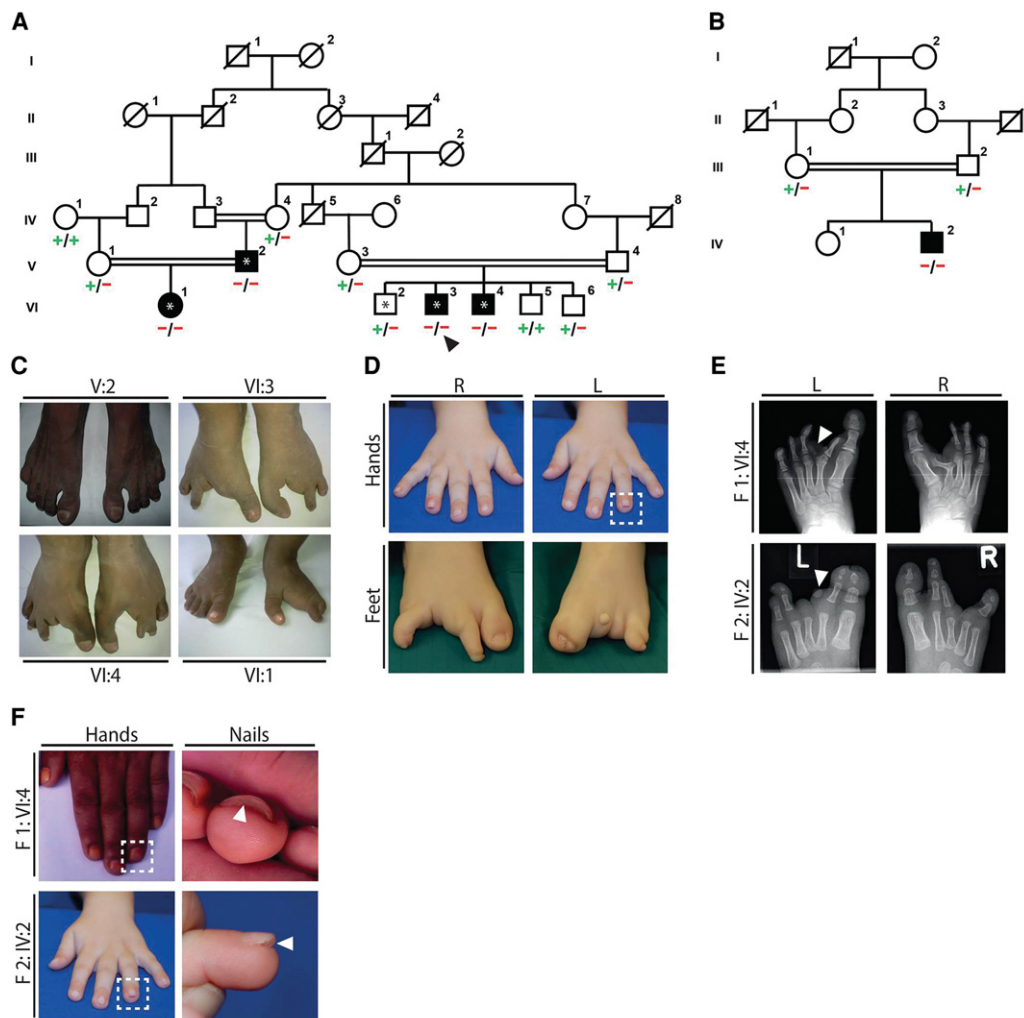 A
B
1
2
1
2
I
I
1
2
3
4
1
2
3
II
II
1
2
1
2
III
III
+/-
+/-
1
2
3
4
5
6
7
8
IV
+/+
+/-
1
2
IV
-/-
1
2
3
4
V
+/-
*
-/-
+/-
+/-
1
2
3
4
5
6
VI
*
*
*
*
-/-
+/-
-/-
-/-
+/+
+/-
C
V:2
VI:3
VI:4
VI:1
D
R
L
Hands
Feet
E
L
R
F 1: VI:4
F 2: IV:2
L
R
F
Hands
Nails
F 1: VI:4
F 2: IV:2